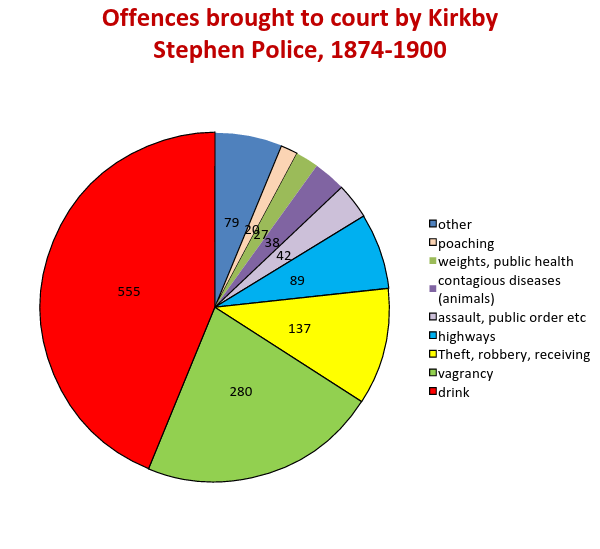 Offences brought to court by Kirkby
Stephen Police, 1874-1900
79
20
27
38
42
89
137
280
555
other
poaching
weights, public health
contagious diseases
(animals)
assault, public order etc
highways
Theft, robbery, receiving
vagrancy
drink